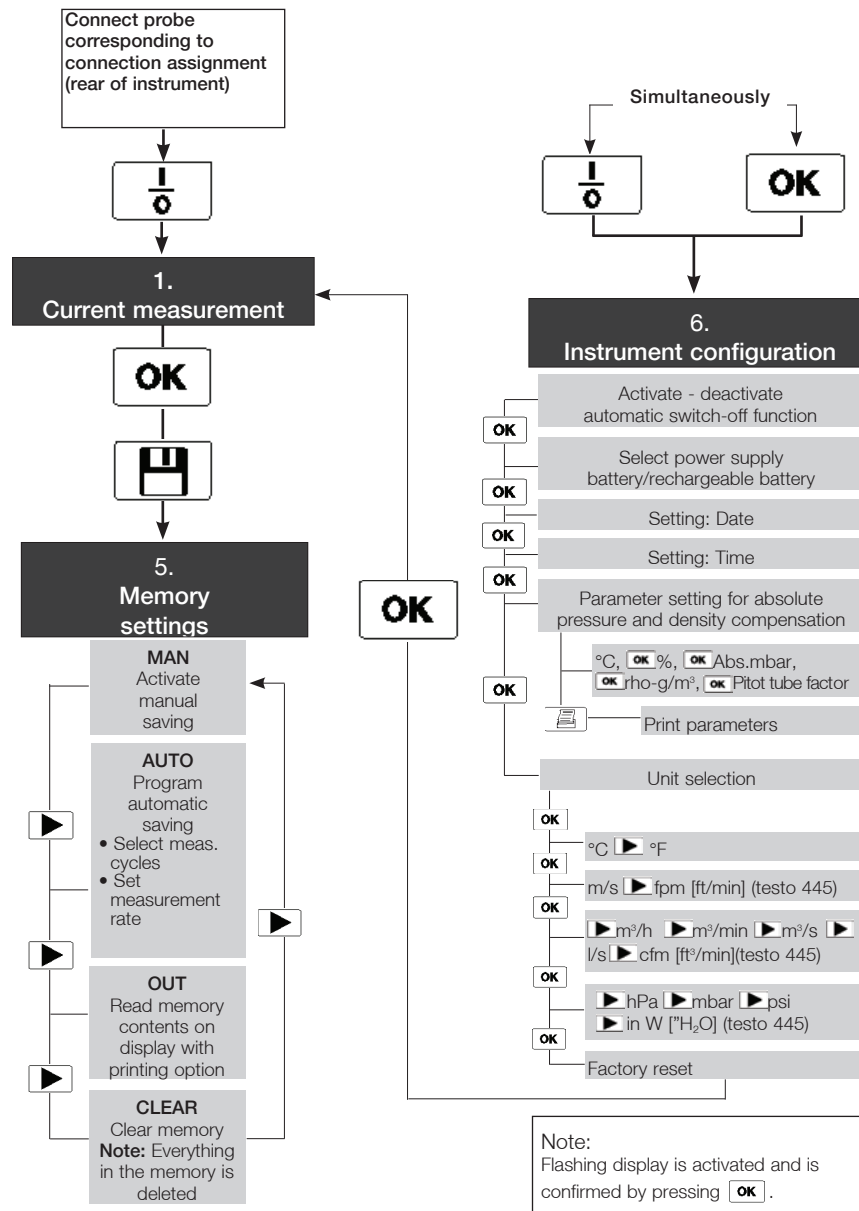 Connect probe
corresponding to
connection assignment
(rear of instrument)
I
0
1.
Current measurement
OK
5.
Memory
settings
MAN
Activate
manual
saving
AUTO
Program
automatic
saving
• Select meas.
cycles
• Set
measurement
rate
OUT
Read memory
contents on
display with
printing option
CLEAR
Clear memory
Note: Everything
in the memory is
deleted
OK
Simultaneously
I
0
OK
6.
Instrument configuration
Activate - deactivate
automatic switch-off function
OK
Select power supply
battery/rechargeable battery
OK
Setting: Date
OK
Setting: Time
OK
Parameter setting for absolute
pressure and density compensation
°C, OK %, OK Abs.mbar,
OK rho-g/m³, OK Pitot tube factor
OK
Print parameters
Unit selection
OK
°C ▶ °F
OK
m/s ▶ fpm [ft/min] (testo 445)
OK
▶ m³/h ▶ m³/min ▶ m³/s ▶
l/s ▶ cfm [ft³/min](testo 445)
OK
▶ hPa ▶ mbar ▶ psi
▶ in W ["H₂O] (testo 445)
OK
Factory reset
Note:
Flashing display is activated and is
confirmed by pressing OK .